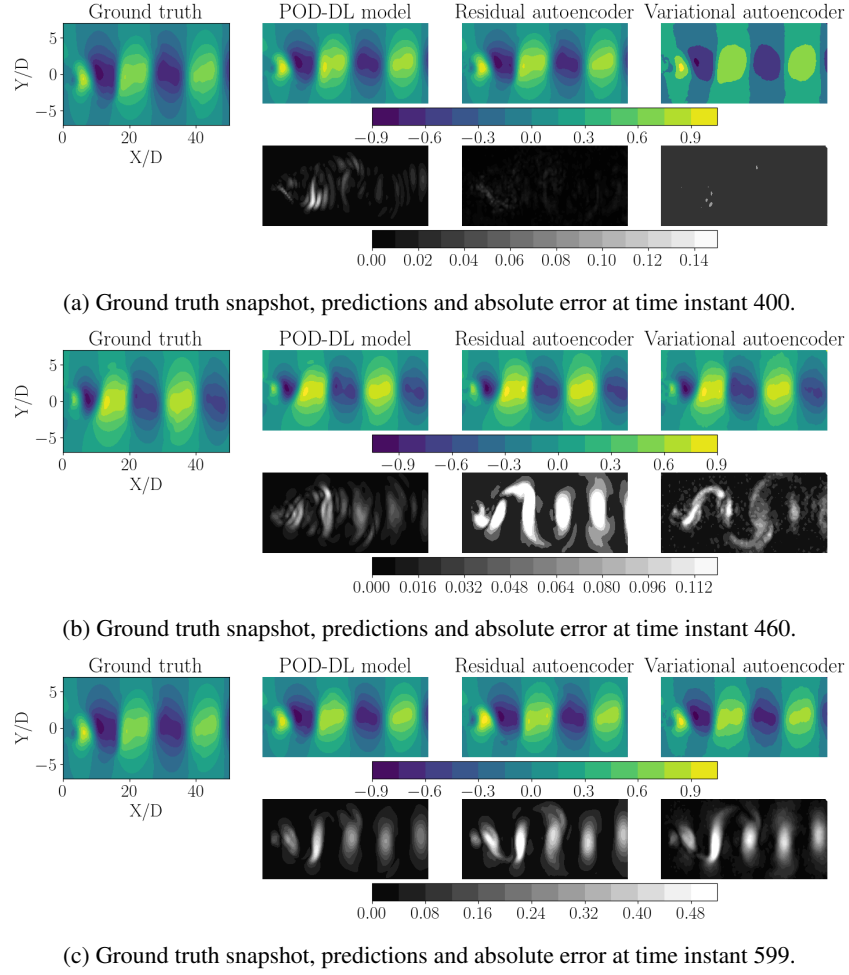 Ground truth POD-DL model Residual autoencoder Variational autoencoder
5
0
−5
Y/D
0 20 40
X/D
−0.9 −0.6 −0.3 0.0 0.3 0.6 0.9
0.00 0.02 0.04 0.06 0.08 0.10 0.12 0.14
(a) Ground truth snapshot, predictions and absolute error at time instant 400.
Ground truth POD-DL model Residual autoencoder Variational autoencoder
5
0
−5
Y/D
0 20 40
X/D
−0.9 −0.6 −0.3 0.0 0.3 0.6 0.9
0.000 0.016 0.032 0.048 0.064 0.080 0.096 0.112
(b) Ground truth snapshot, predictions and absolute error at time instant 460.
Ground truth POD-DL model Residual autoencoder Variational autoencoder
5
0
−5
Y/D
0 20 40
X/D
−0.9 −0.6 −0.3 0.0 0.3 0.6 0.9
0.00 0.08 0.16 0.24 0.32 0.40 0.48
(c) Ground truth snapshot, predictions and absolute error at time instant 599.